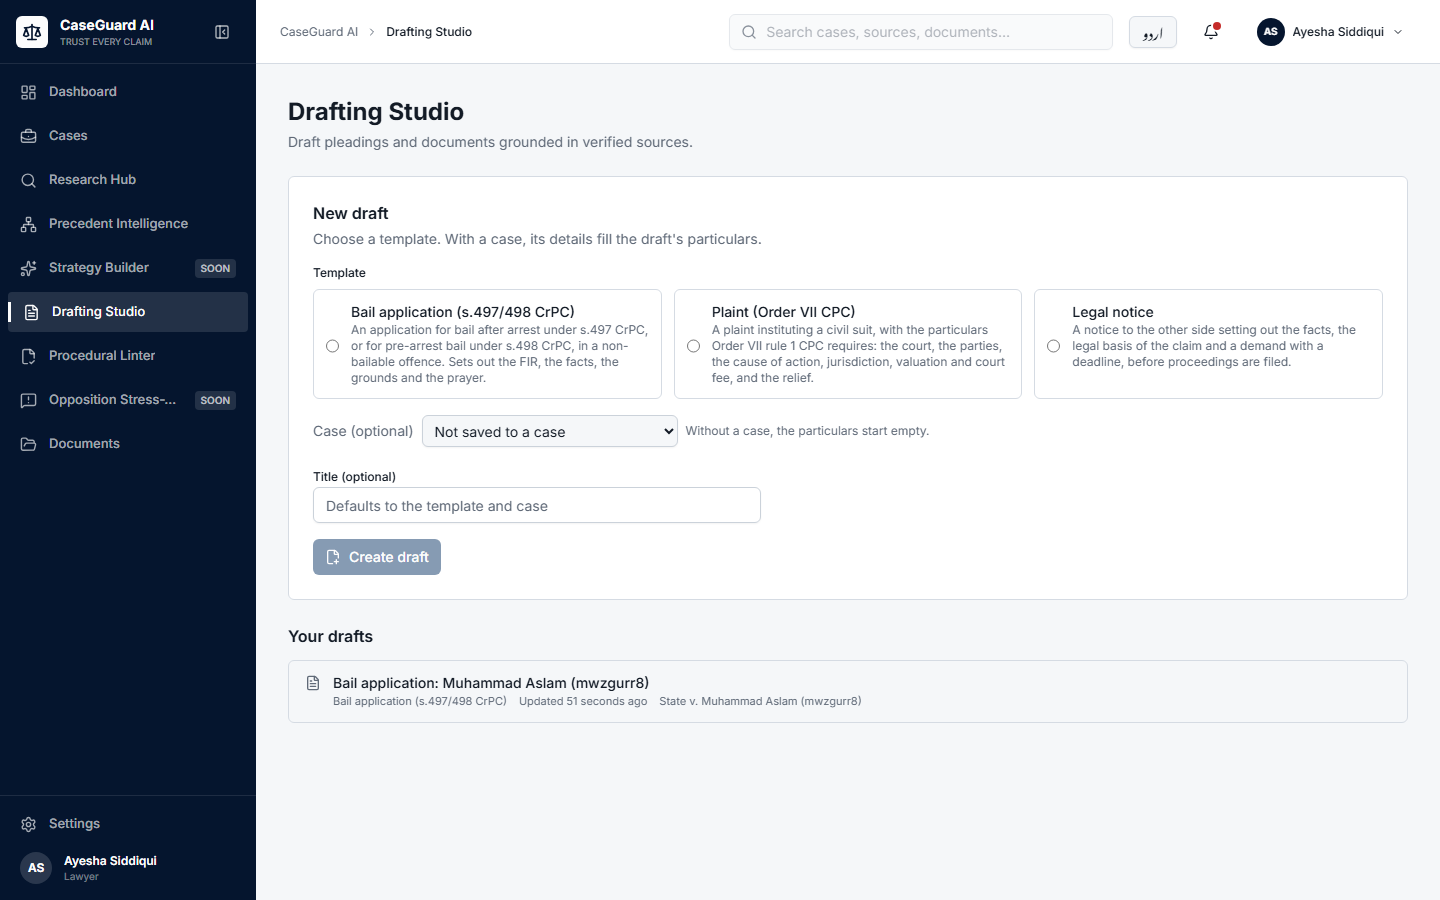 CaseGuard AI
TRUST EVERY CLAIM
Dashboard
Cases
Research Hub
Precedent Intelligence
Strategy Builder SOON
Drafting Studio
Procedural Linter
Opposition Stress-... SOON
Documents
Settings
AS Ayesha Siddiqui
Lawyer
CaseGuard AI > Drafting Studio
Search cases, sources, documents...
اردو
AS Ayesha Siddiqui
Drafting Studio
Draft pleadings and documents grounded in verified sources.
New draft
Choose a template. With a case, its details fill the draft's particulars.
Template
Bail application (s.497/498 CrPC)
An application for bail after arrest under s.497 CrPC,
or for pre-arrest bail under s.498 CrPC, in a non-
bailable offence. Sets out the FIR, the facts, the
grounds and the prayer.
Plaint (Order VII CPC)
A plaint instituting a civil suit, with the particulars
Order VII rule 1 CPC requires: the court, the parties,
the cause of action, jurisdiction, valuation and court
fee, and the relief.
Legal notice
A notice to the other side setting out the facts, the
legal basis of the claim and a demand with a
deadline, before proceedings are filed.
Case (optional) Not saved to a case Without a case, the particulars start empty.
Title (optional)
Defaults to the template and case
Create draft
Your drafts
Bail application: Muhammad Aslam (mwzgurr8)
Bail application (s.497/498 CrPC) Updated 51 seconds ago State v. Muhammad Aslam (mwzgurr8)